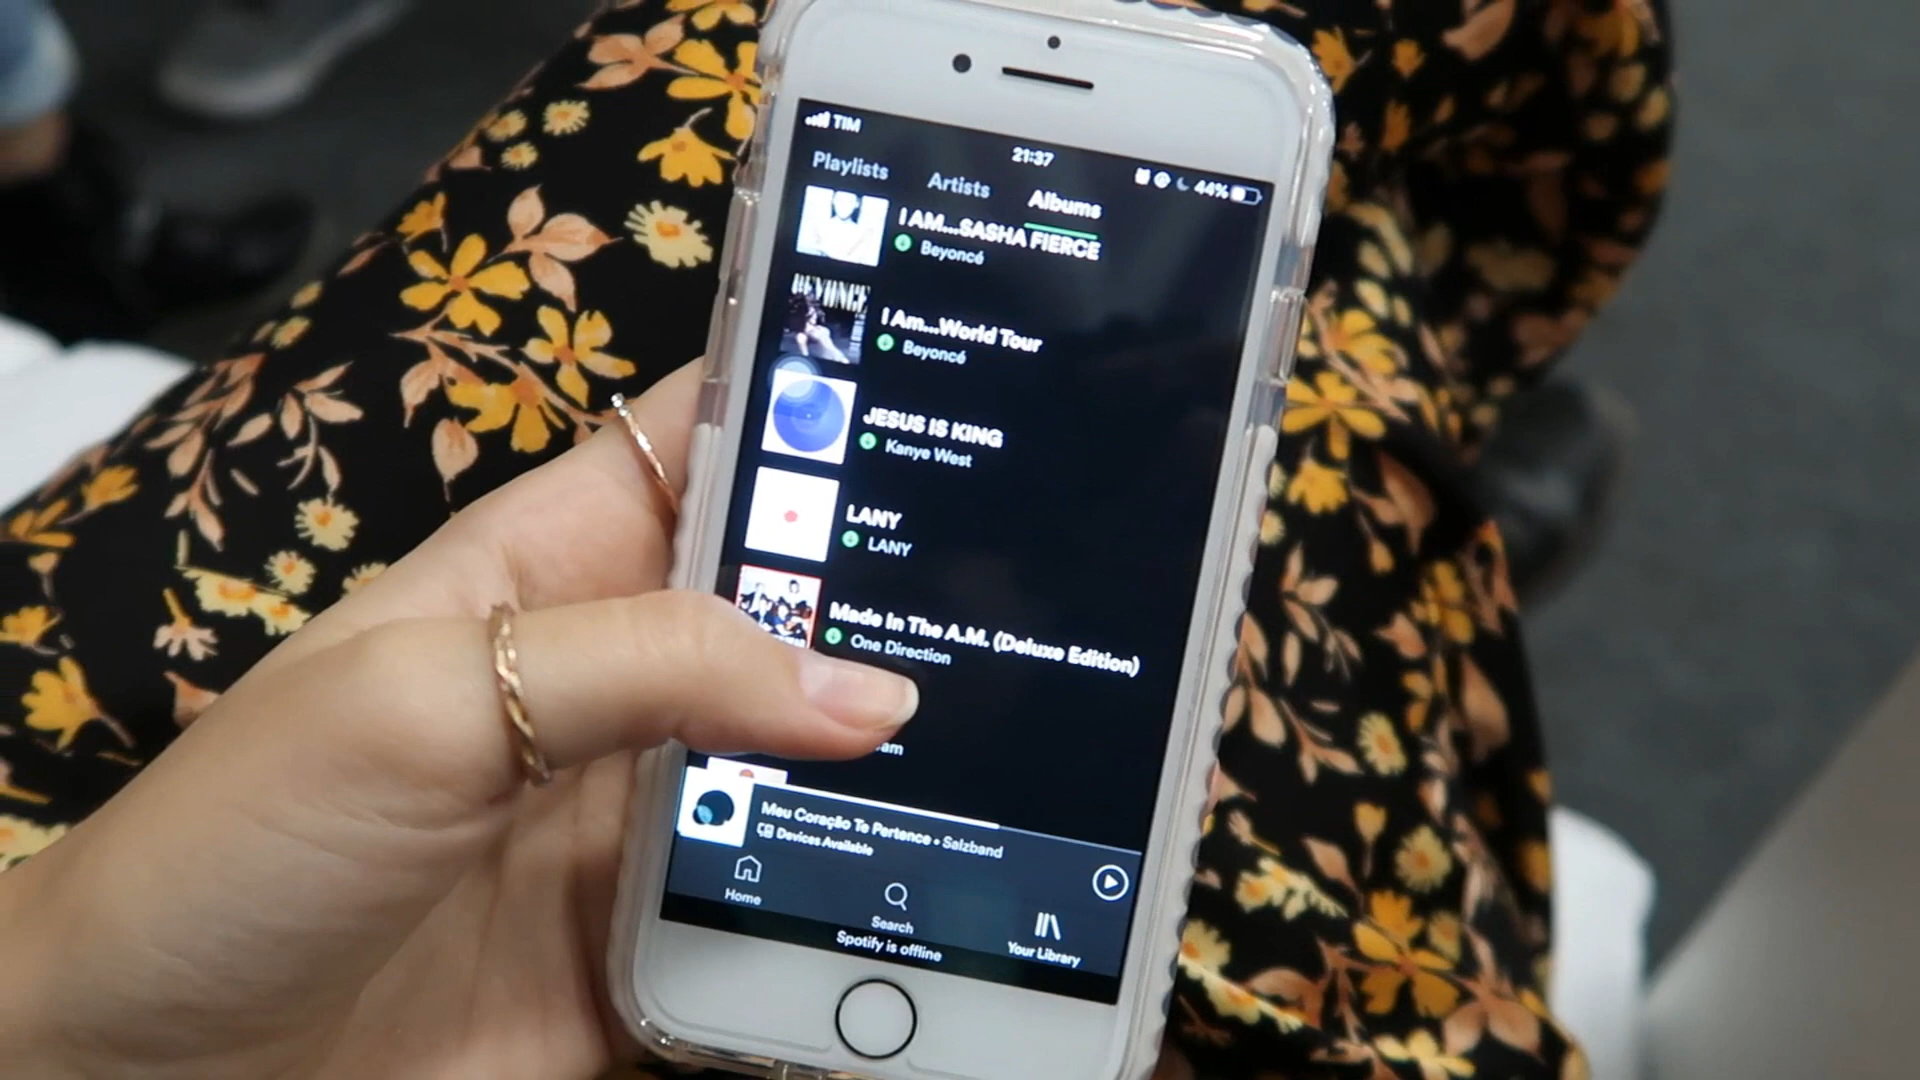 TIM
21:37
44%
Playlists
Artists
Albums
I AM...SASHA FIERCE
Beyoncé
BEYONCÉ
I Am...World Tour
Beyoncé
JESUS IS KING
Kanye West
LANY
LANY
Made In The A.M. (Deluxe Edition)
One Direction
Meu Coração Te Pertence • Salzband
Devices Available
Home
Search
Your Library
Spotify is offline